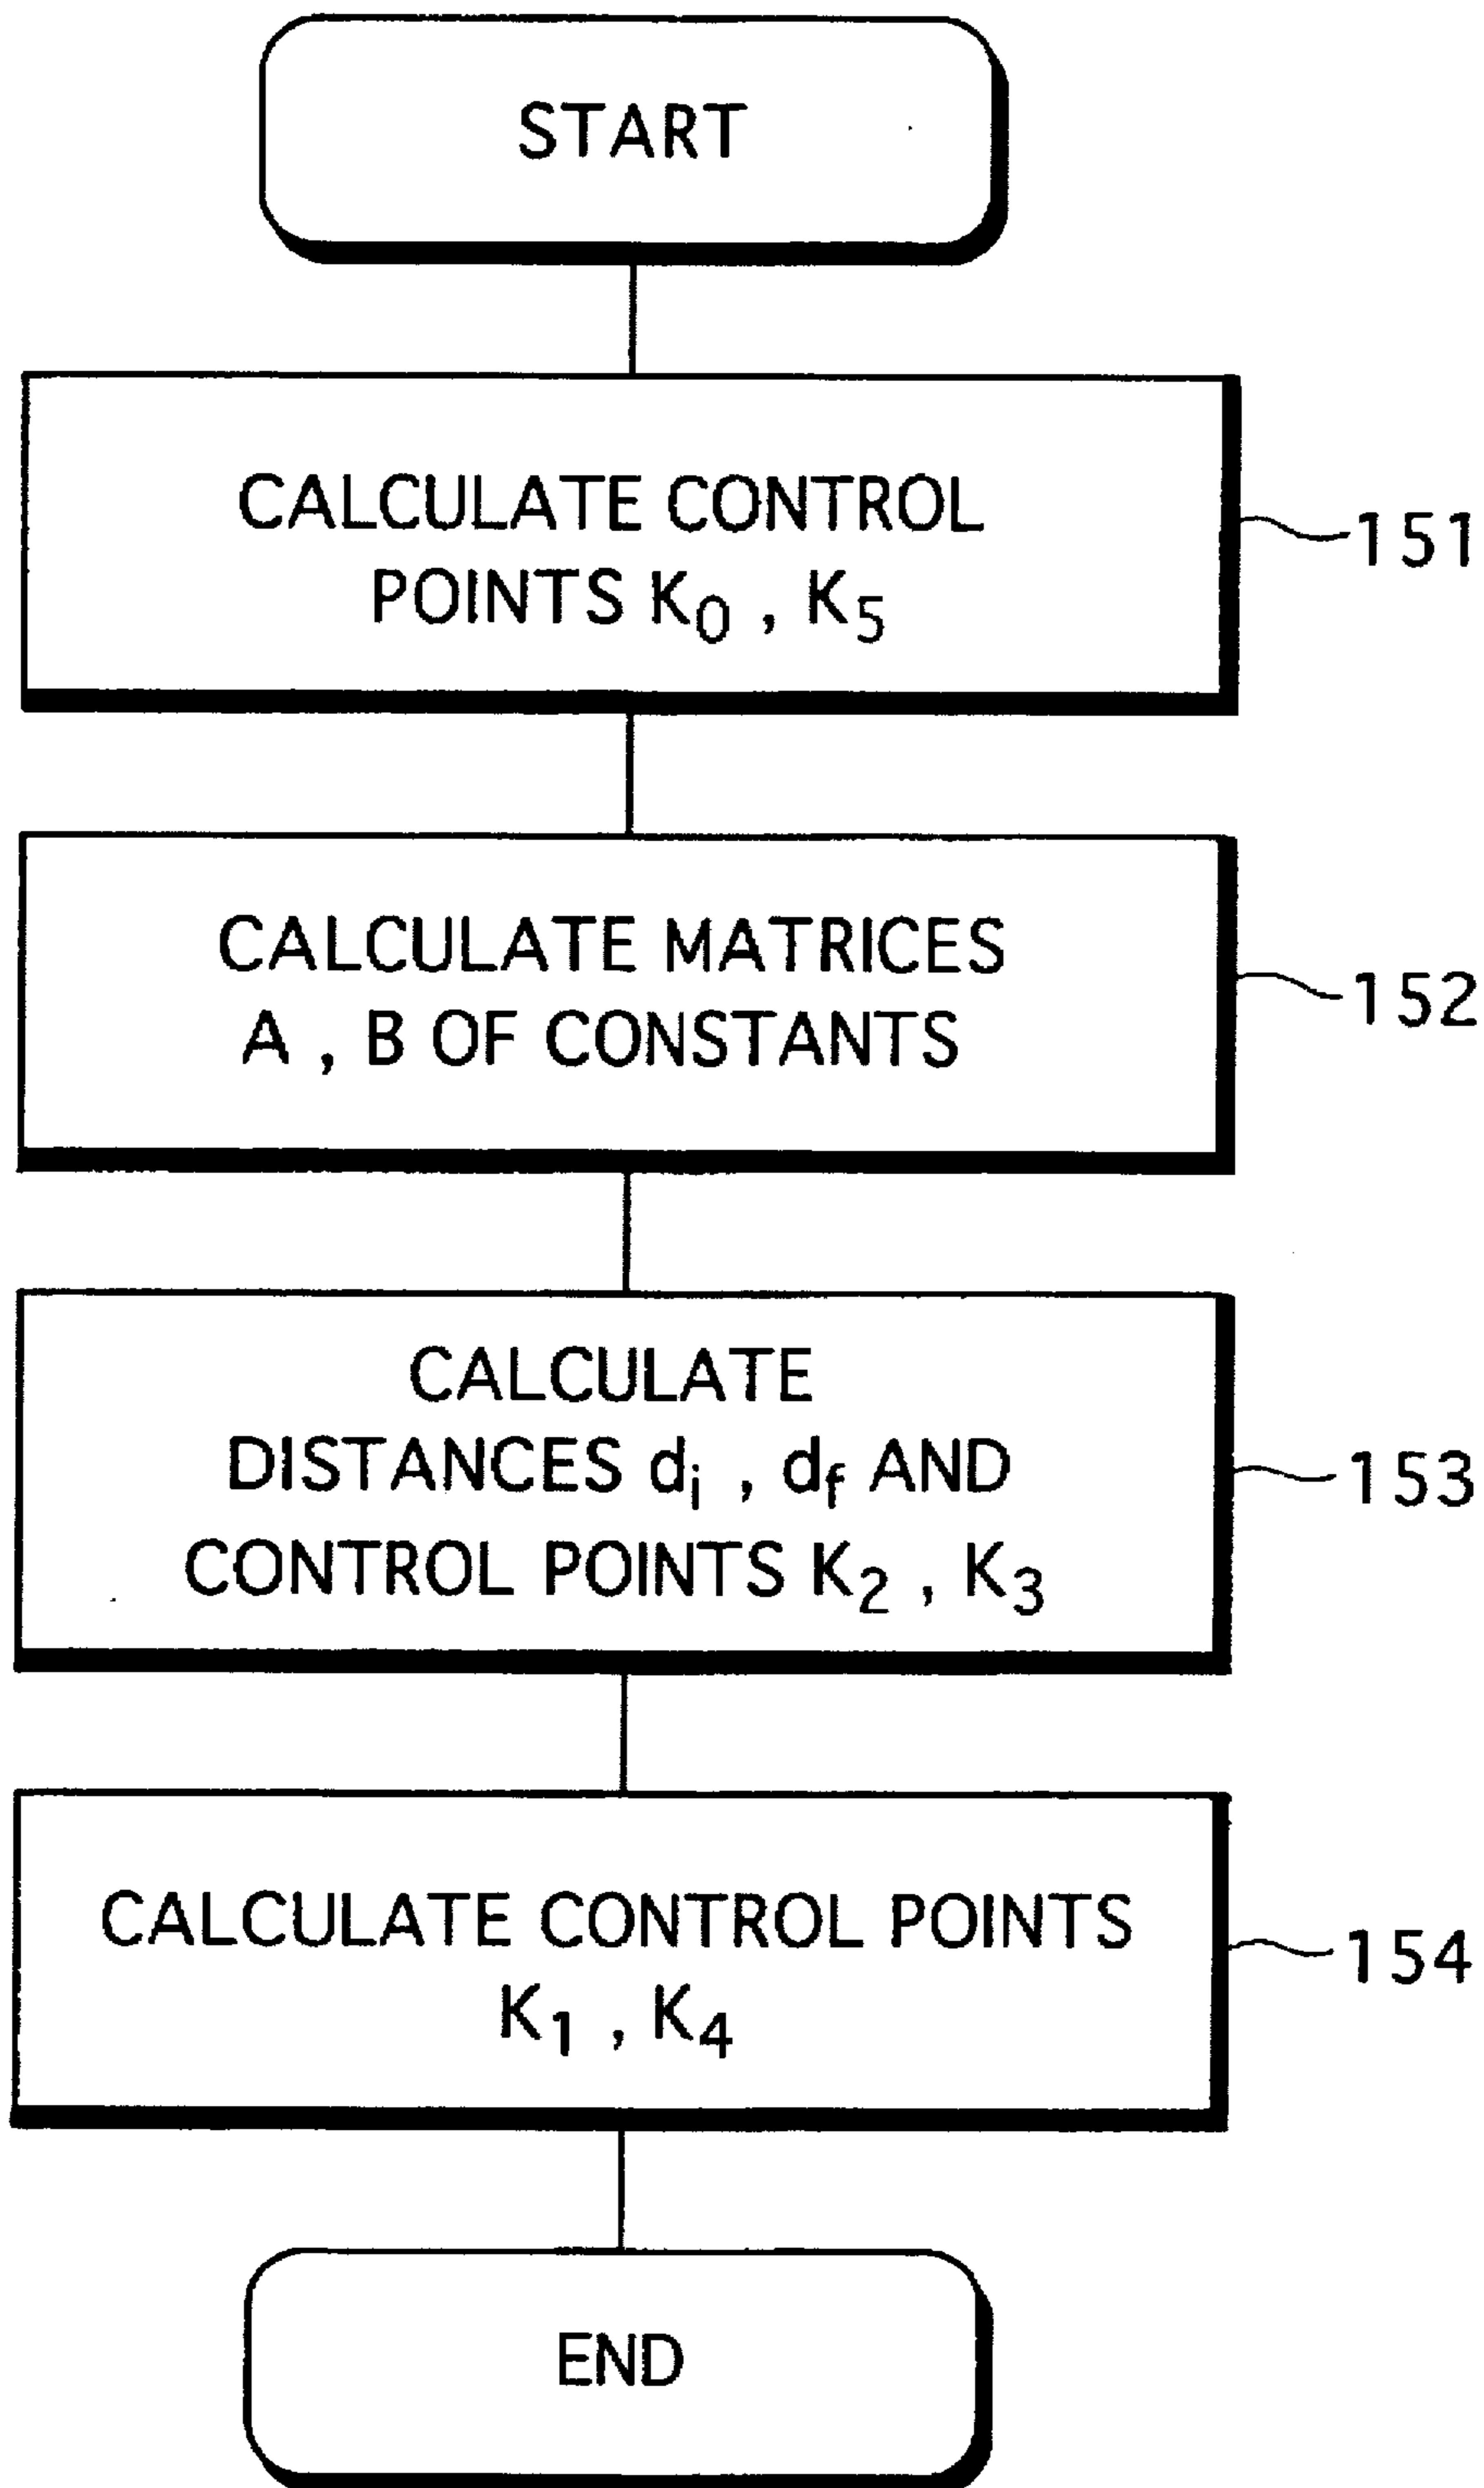 START
CALCULATE CONTROL
POINTS K₀ , K₅
151
CALCULATE MATRICES
A , B OF CONSTANTS
152
CALCULATE
DISTANCES dᵢ , d_f AND
CONTROL POINTS K₂ , K₃
153
CALCULATE CONTROL POINTS
K₁ , K₄
154
END